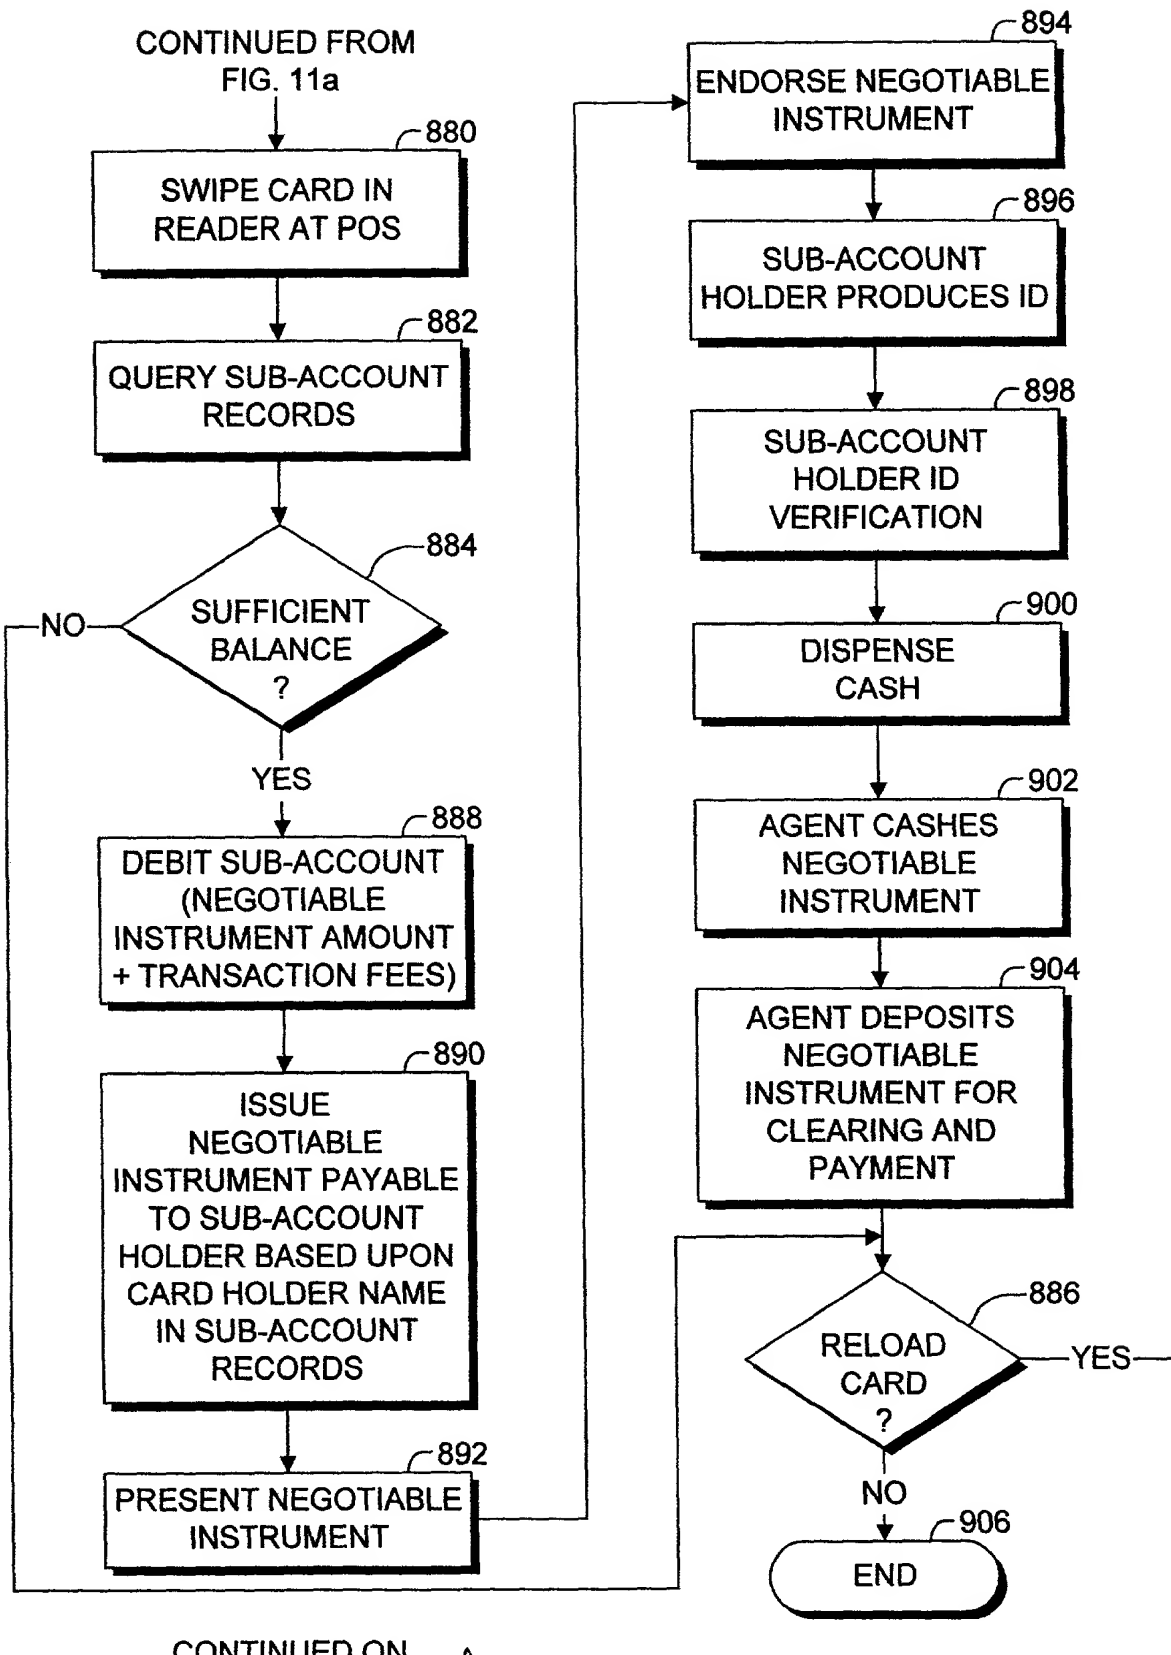 CONTINUED FROM
FIG. 11a
880
SWIPE CARD IN
READER AT POS
882
QUERY SUB-ACCOUNT
RECORDS
884
SUFFICIENT
BALANCE
?
NO
YES
888
DEBIT SUB-ACCOUNT
(NEGOTIABLE
INSTRUMENT AMOUNT
+ TRANSACTION FEES)
890
ISSUE
NEGOTIABLE
INSTRUMENT PAYABLE
TO SUB-ACCOUNT
HOLDER BASED UPON
CARD HOLDER NAME
IN SUB-ACCOUNT
RECORDS
892
PRESENT NEGOTIABLE
INSTRUMENT
894
ENDORSE NEGOTIABLE
INSTRUMENT
896
SUB-ACCOUNT
HOLDER PRODUCES ID
898
SUB-ACCOUNT
HOLDER ID
VERIFICATION
900
DISPENSE
CASH
902
AGENT CASHES
NEGOTIABLE
INSTRUMENT
904
AGENT DEPOSITS
NEGOTIABLE
INSTRUMENT FOR
CLEARING AND
PAYMENT
886
RELOAD
CARD
?
YES
NO
906
END
CONTINUED ON